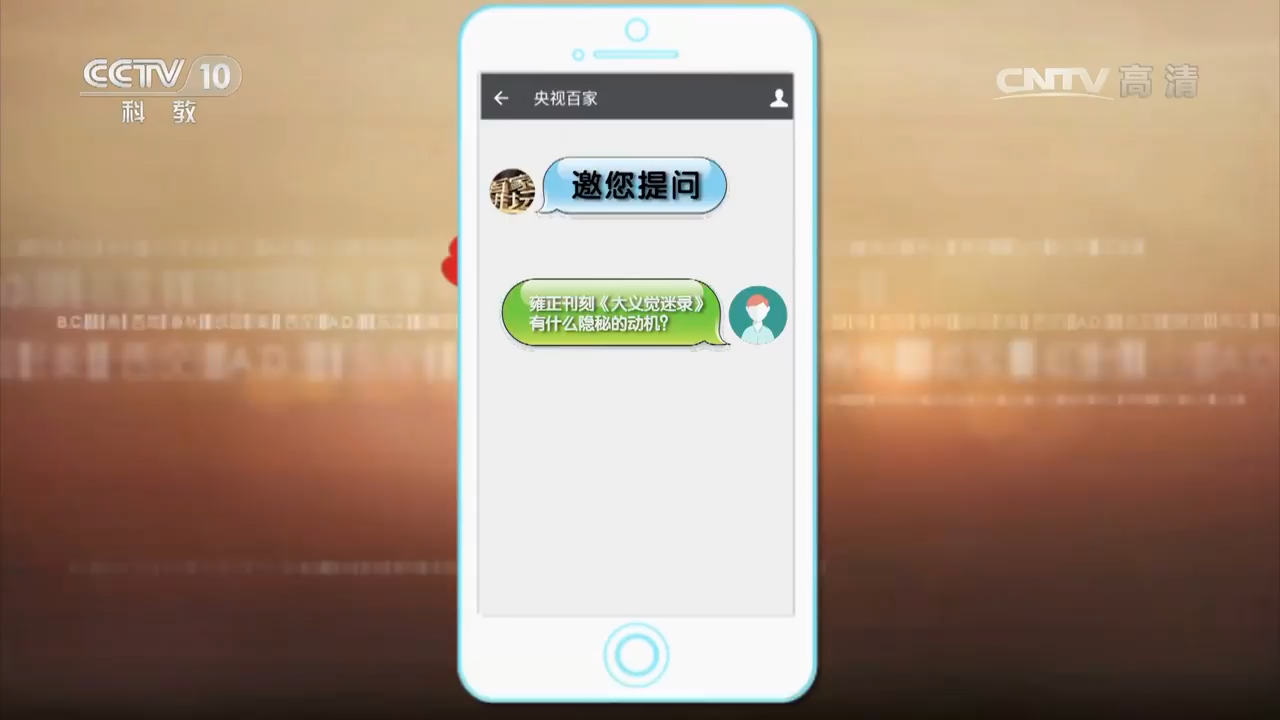 CCTV 10
科教
CNTV 高清
央视百家
邀您提问
雍正刊刻《大义觉迷录》
有什么隐秘的动机?